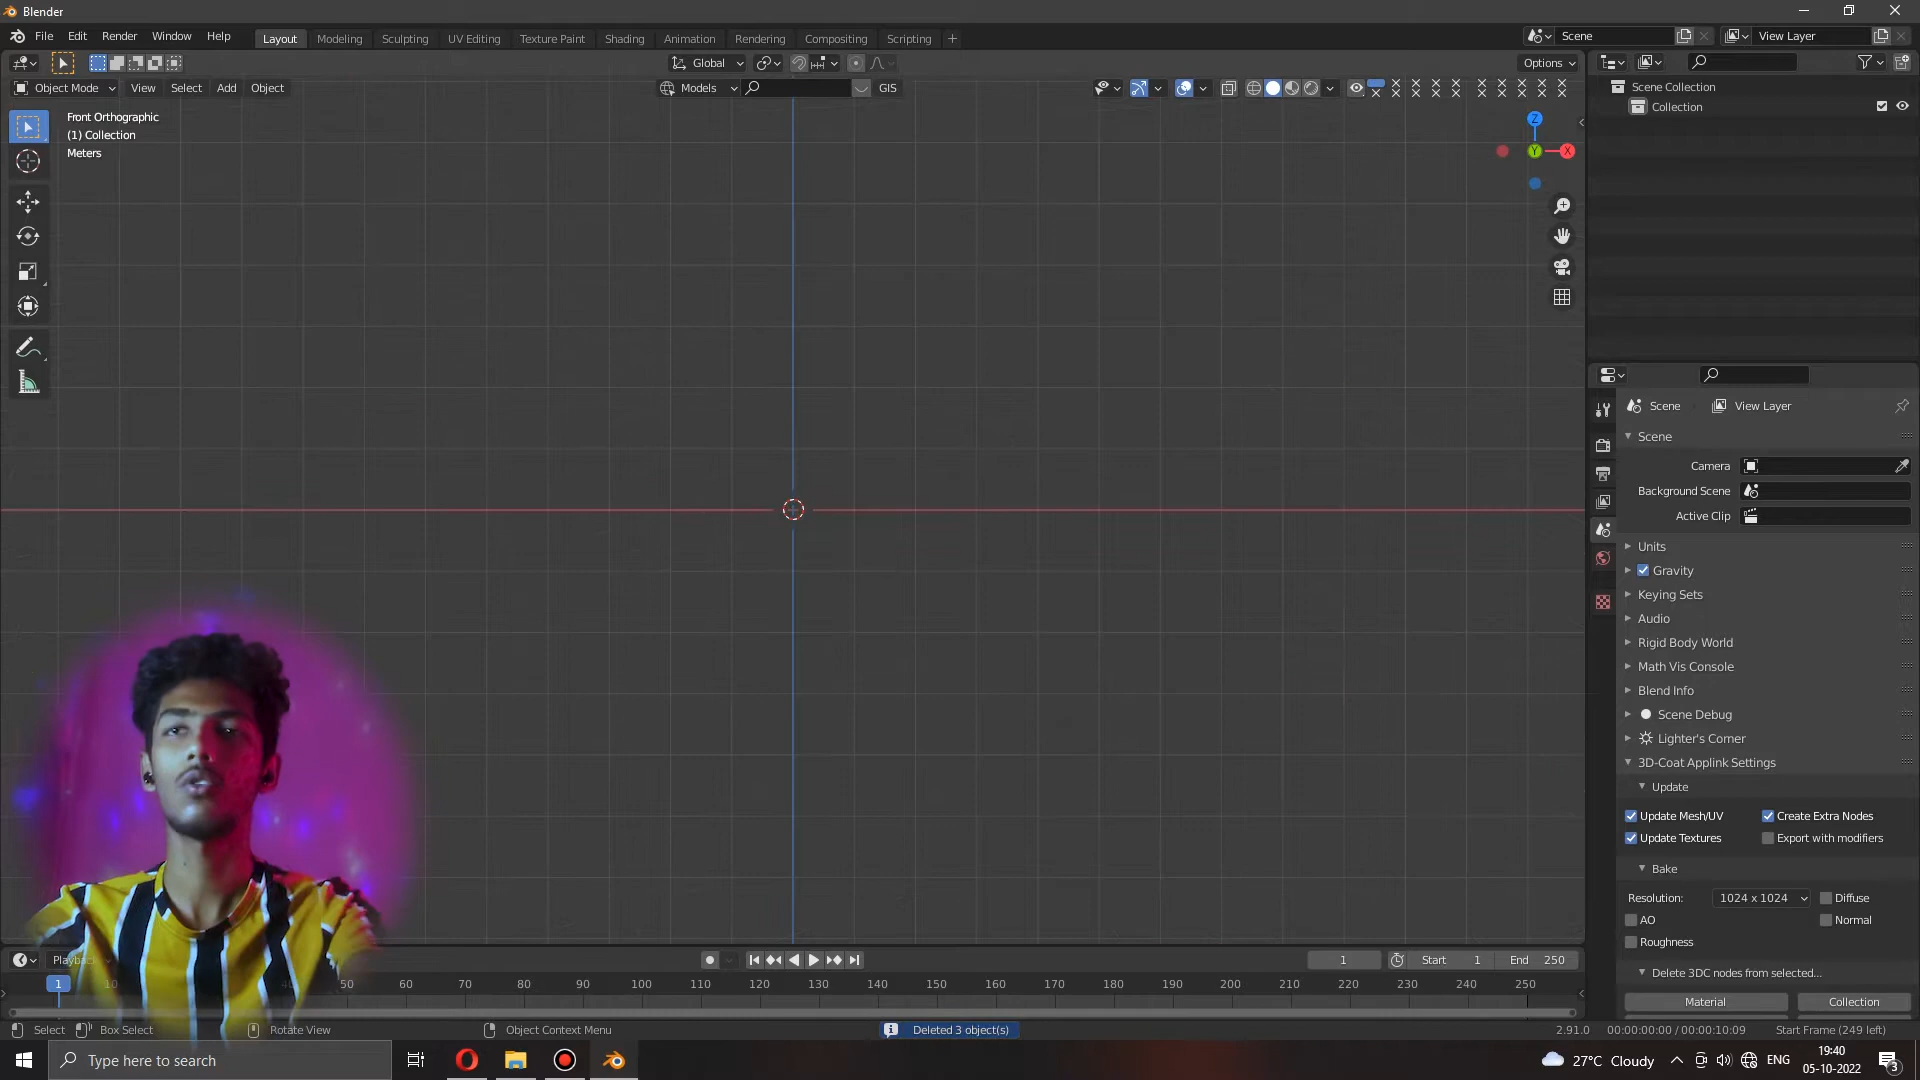 Blender
File Edit Render Window Help
Layout Modeling Sculpting UV Editing Texture Paint Shading Animation Rendering Compositing Scripting +
Scene
View Layer
Global
Options
Object Mode View Select Add Object
Models
GIS
Front Orthographic
(1) Collection
Meters
Z
Y
X
Scene Collection
Collection
Scene
View Layer
Scene
Camera
Background Scene
Active Clip
Units
Gravity
Keying Sets
Audio
Rigid Body World
Math Vis Console
Blend Info
Scene Debug
Lighter's Corner
3D-Coat Applink Settings
Update
Update Mesh/UV
Create Extra Nodes
Update Textures
Export with modifiers
Bake
Resolution: 1024 x 1024
Diffuse
AO
Normal
Roughness
Delete 3DC nodes from selected...
Material
Collection
1
Start 1
End 250
1 10 50 60 70 80 90 100 110 120 130 140 150 160 170 180 190 200 210 220 230 240 250
Select
Box Select
Rotate View
Object Context Menu
Deleted 3 object(s)
2.91.0
00:00:00:00 / 00:00:10:09
Start Frame (249 left)
Type here to search
27°C Cloudy
ENG
19:40
05-10-2022
3